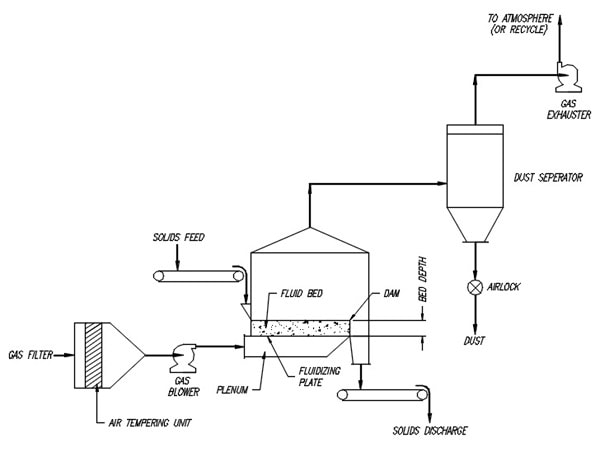 TO ATMOSPHERE
(OR RECYCLE)
GAS
EXHAUSTER
DUST SEPERATOR
SOLIDS FEED
BED DEPTH
FLUID BED
DAM
AIRLOCK
DUST
GAS FILTER
GAS
BLOWER
PLENUM
FLUIDIZING
PLATE
AIR TEMPERING UNIT
SOLIDS DISCHARGE